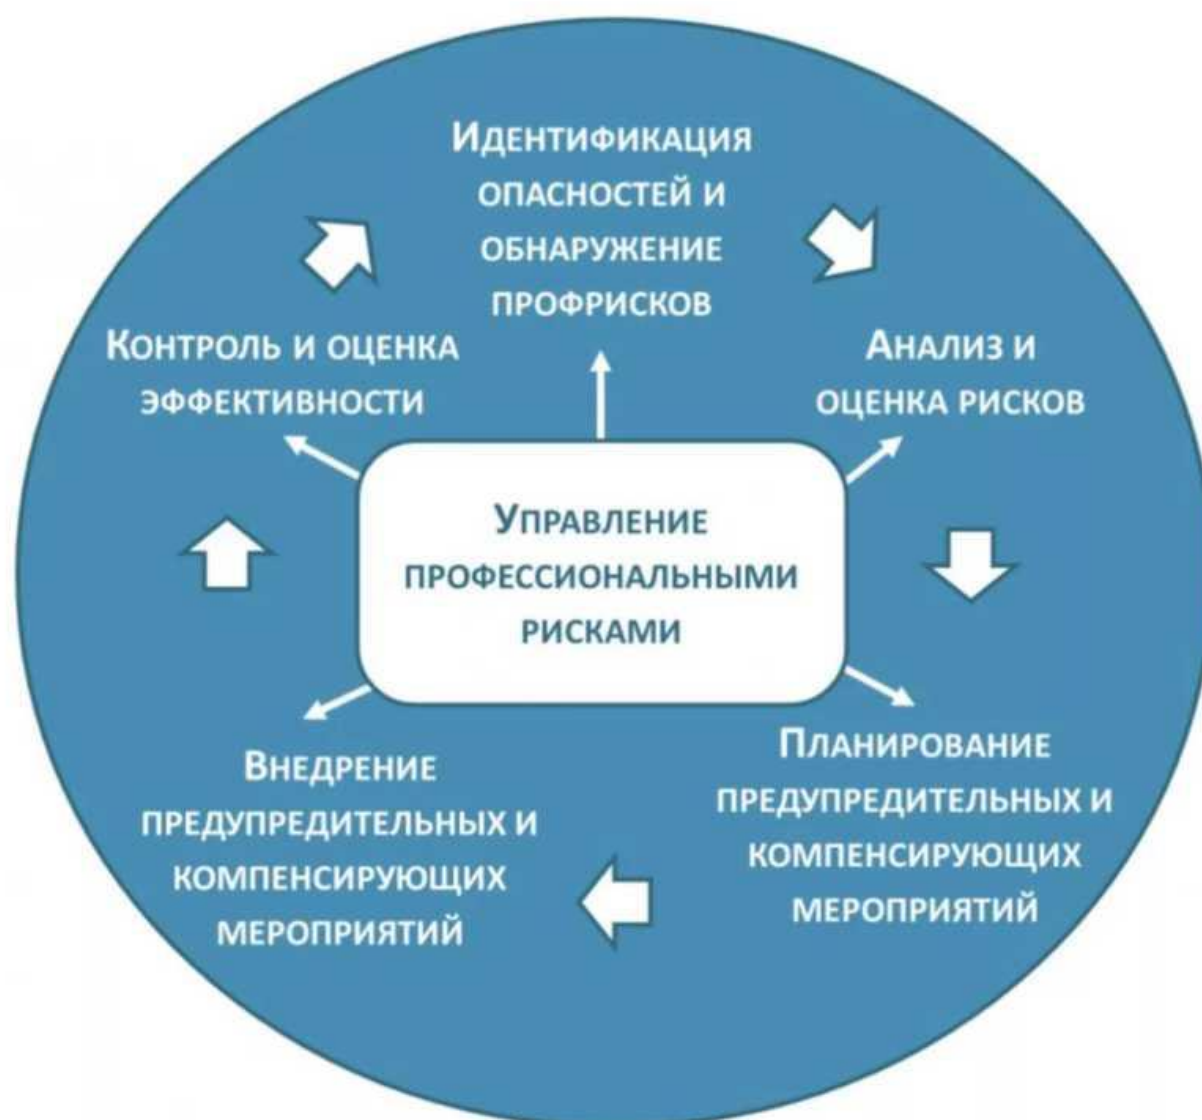 Идентификация
опасностей и
обнаружение
профрисков
Анализ и
оценка рисков
Планирование
предупредительных и
компенсирующих
мероприятий
Внедрение
предупредительных и
компенсирующих
мероприятий
Контроль и оценка
эффективности
Управление
профессиональными
рисками